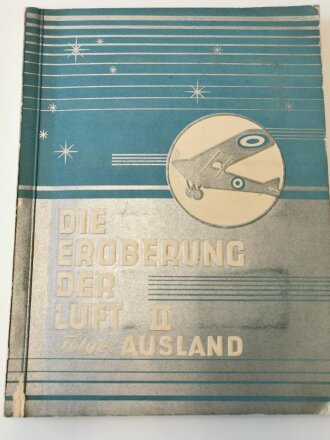 DIE
EROBERUNG
DER
LUFT II
Folge: AUSLAND